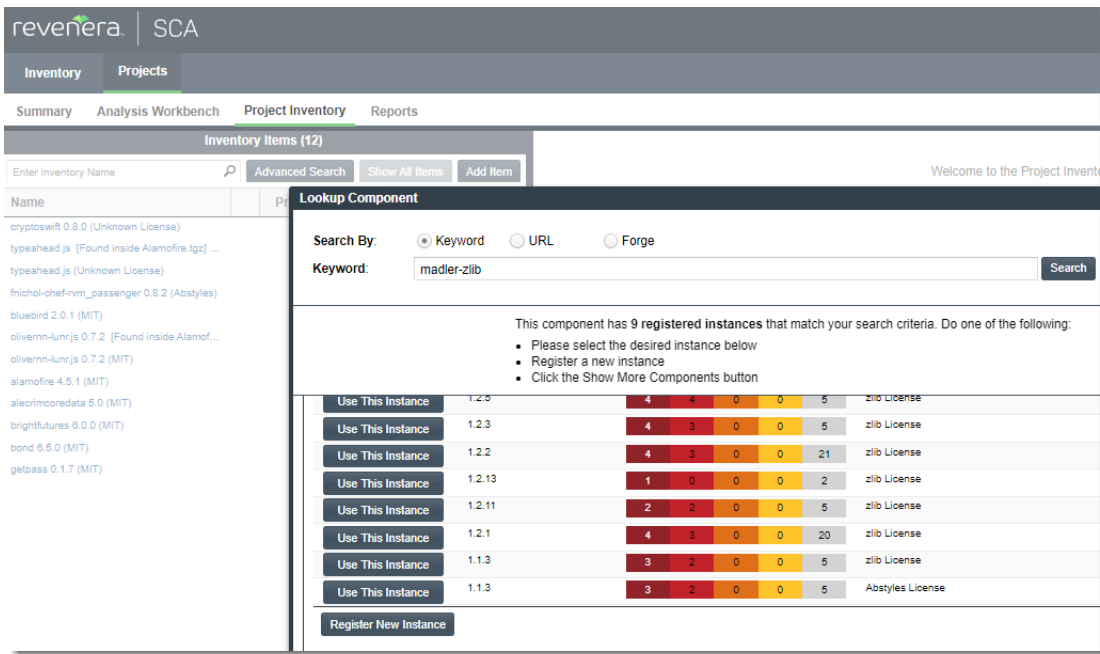 revenera. SCA
Inventory Projects
Summary Analysis Workbench Project Inventory Reports
Inventory Items (12)
Enter Inventory Name Advanced Search Show All Items Add Item
Welcome to the Project Invento
Name Pr
Lookup Component
cryptoswift 0.8.0 (Unknown License)
typeahead.js [Found inside Alamofire.tgz] ...
typeahead.js (Unknown License)
fnichol-chef-rvm_passenger 0.8.2 (Abstyles)
bluebird 2.0.1 (MIT)
olivernn-lunr.js 0.7.2 [Found inside Alamof...
olivernn-lunr.js 0.7.2 (MIT)
alamofire 4.5.1 (MIT)
alecrimcoredata 5.0 (MIT)
brightfutures 6.0.0 (MIT)
bond 6.5.0 (MIT)
getpass 0.1.7 (MIT)
Search By: Keyword URL Forge
Keyword: madler-zlib Search
This component has 9 registered instances that match your search criteria. Do one of the following:
• Please select the desired instance below
• Register a new instance
• Click the Show More Components button
Use This Instance 1.2.5 4 4 0 0 5 zlib License
Use This Instance 1.2.3 4 3 0 0 5 zlib License
Use This Instance 1.2.2 4 3 0 0 21 zlib License
Use This Instance 1.2.13 1 0 0 0 2 zlib License
Use This Instance 1.2.11 2 2 0 0 5 zlib License
Use This Instance 1.2.1 4 3 0 0 20 zlib License
Use This Instance 1.1.3 3 2 0 0 5 zlib License
Use This Instance 1.1.3 3 2 0 0 5 Abstyles License
Register New Instance